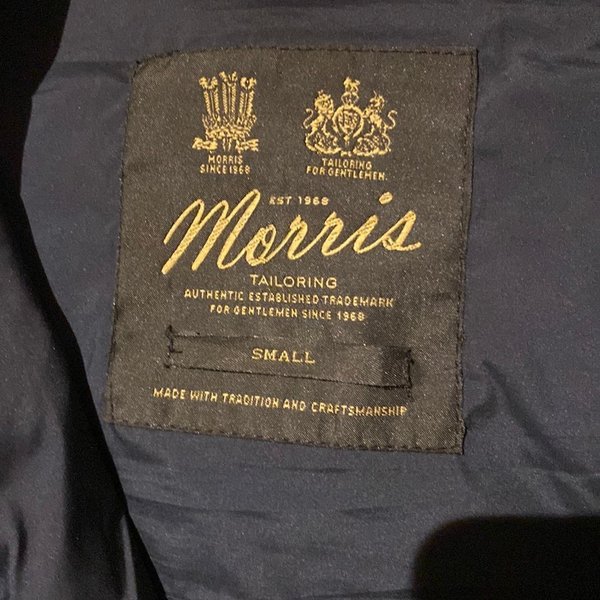 MORRIS
SINCE 1968
TAILORING
FOR GENTLEMEN.
EST 1968
Morris
TAILORING
AUTHENTIC ESTABLISHED TRADEMARK
FOR GENTLEMEN SINCE 1968
SMALL
MADE WITH TRADITION AND CRAFTSMANSHIP